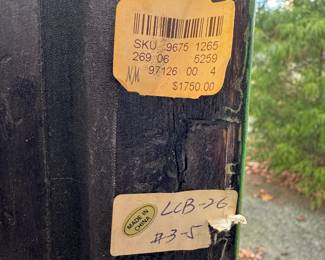 SKU 9675 1265
269 06 5259
NM 97126 00 4
$1750.00
MADE IN
CHINA
LCB-26
#3-5